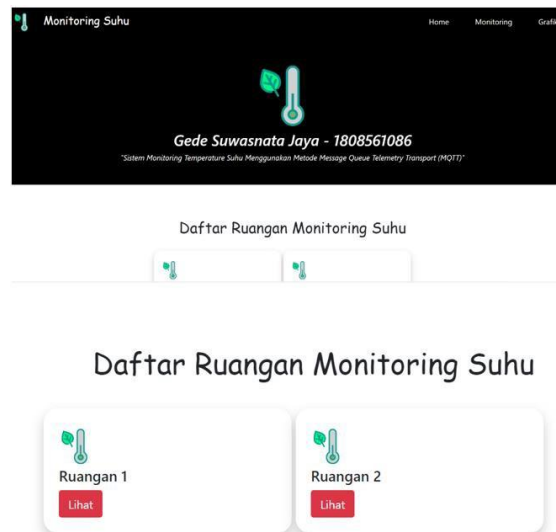 Monitoring Suhu Home Monitoring Grafik
Gede Suwasnata Jaya - 1808561086
"Sistem Monitoring Temperature Suhu Menggunakan Metode Message Queue Telemetry Transport (MQTT)"
Daftar Ruangan Monitoring Suhu
Daftar Ruangan Monitoring Suhu
Ruangan 1 Ruangan 2
Lihat Lihat